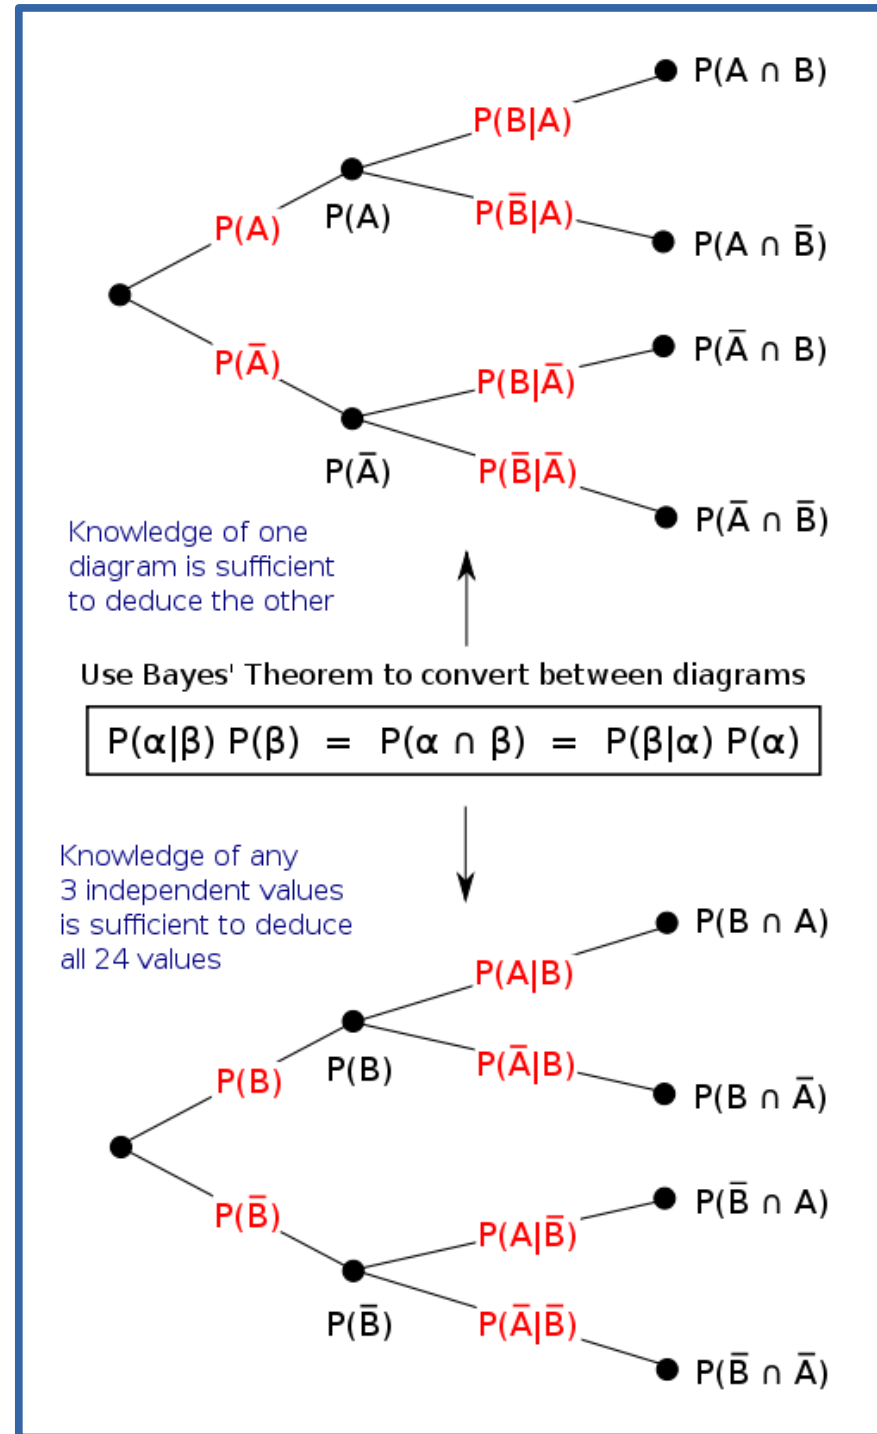 P(A ∩ B)
P(B|A)
P(A)
P(A)
P(B̅|A)
P(A ∩ B̅)
P(A̅)
P(B|A̅)
P(A̅ ∩ B)
P(A̅)
P(B̅|A̅)
P(A̅ ∩ B̅)
Knowledge of one
diagram is sufficient
to deduce the other
Use Bayes' Theorem to convert between diagrams
P(α|β) P(β) = P(α ∩ β) = P(β|α) P(α)
Knowledge of any
3 independent values
is sufficient to deduce
all 24 values
P(B ∩ A)
P(A|B)
P(B)
P(B)
P(A̅|B)
P(B ∩ A̅)
P(B̅)
P(A|B̅)
P(B̅ ∩ A)
P(B̅)
P(A̅|B̅)
P(B̅ ∩ A̅)